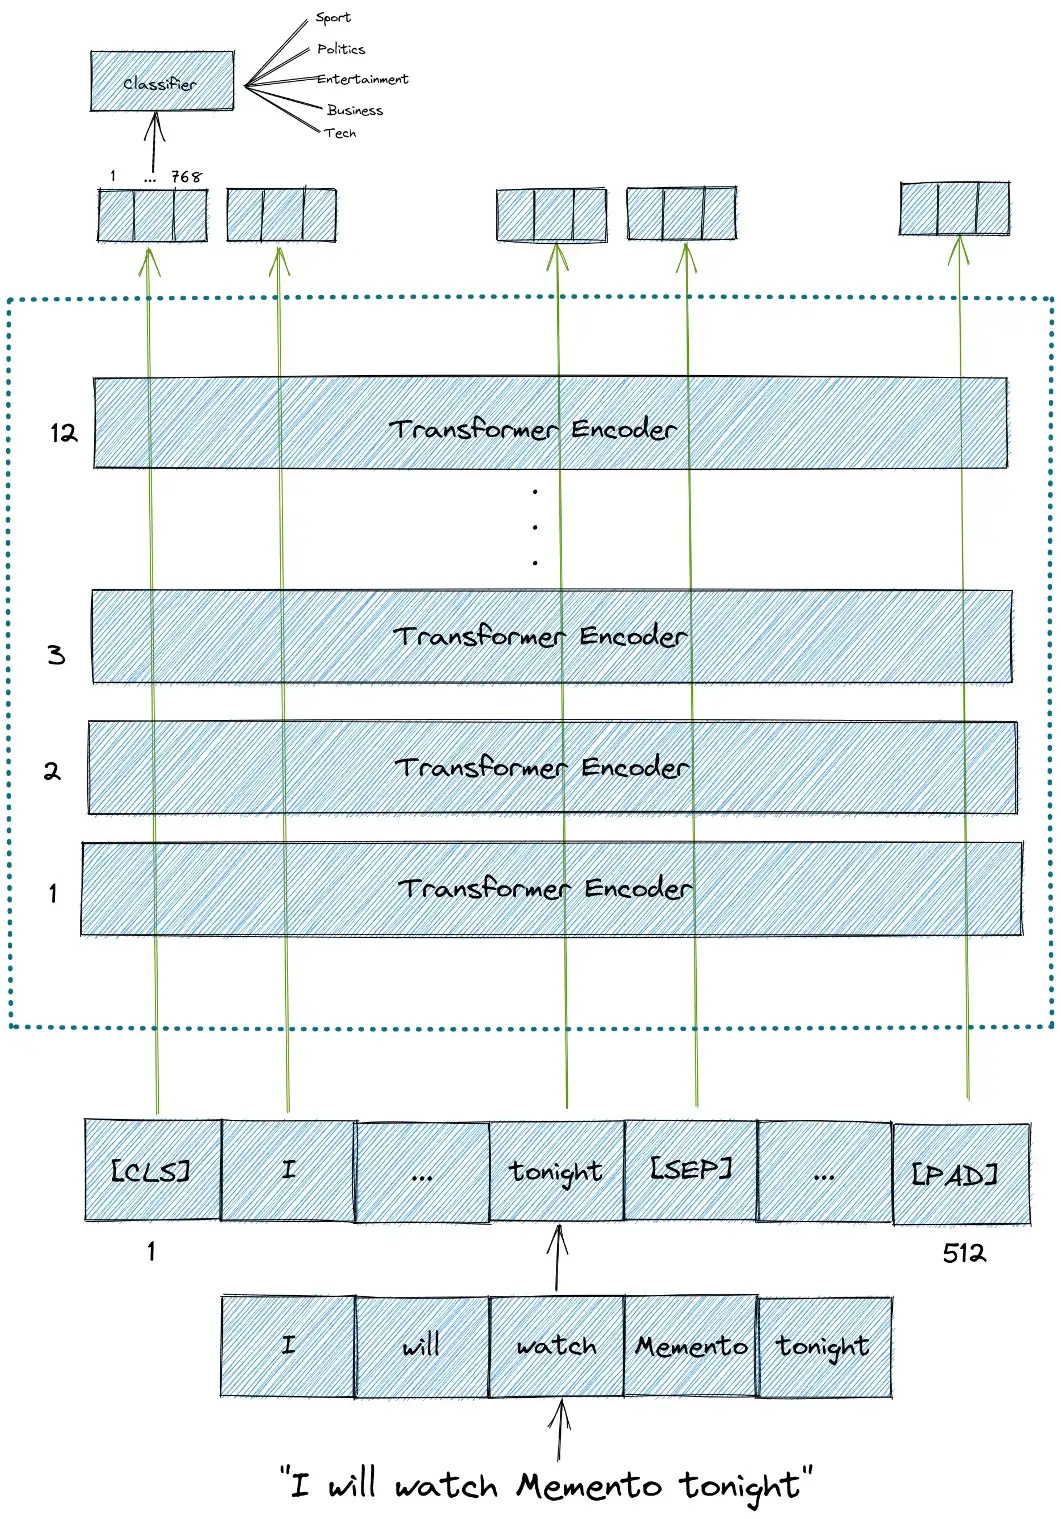 Sport
Politics
Classifier
Entertainment
Business
Tech
1 ... 768
12 Transformer Encoder
.
.
.
3 Transformer Encoder
2 Transformer Encoder
1 Transformer Encoder
[CLS] I ... tonight [SEP] ... [PAD]
1 512
I will watch Memento tonight
"I will watch Memento tonight"